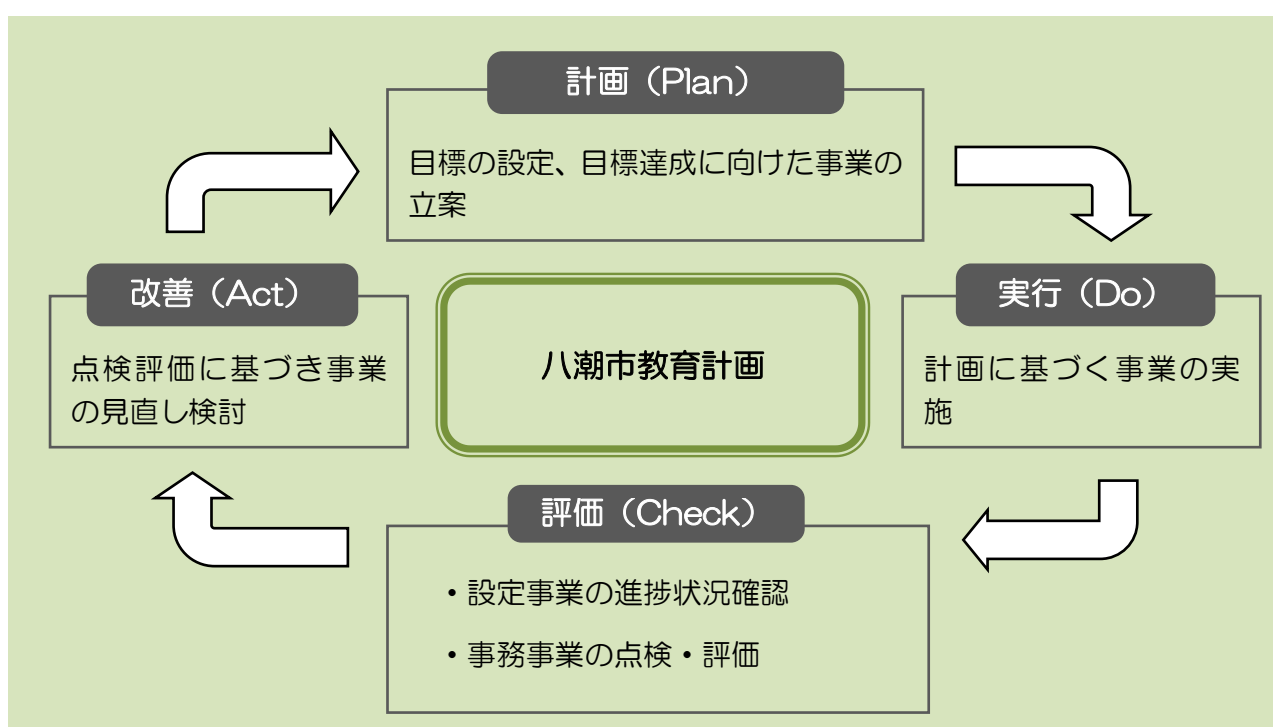 計画（Plan）
目標の設定、目標達成に向けた事業の
立案
改善（Act）
点検評価に基づき事業
の見直し検討
八潮市教育計画
実行（Do）
計画に基づく事業の実
施
評価（Check）
・設定事業の進捗状況確認
・事務事業の点検・評価